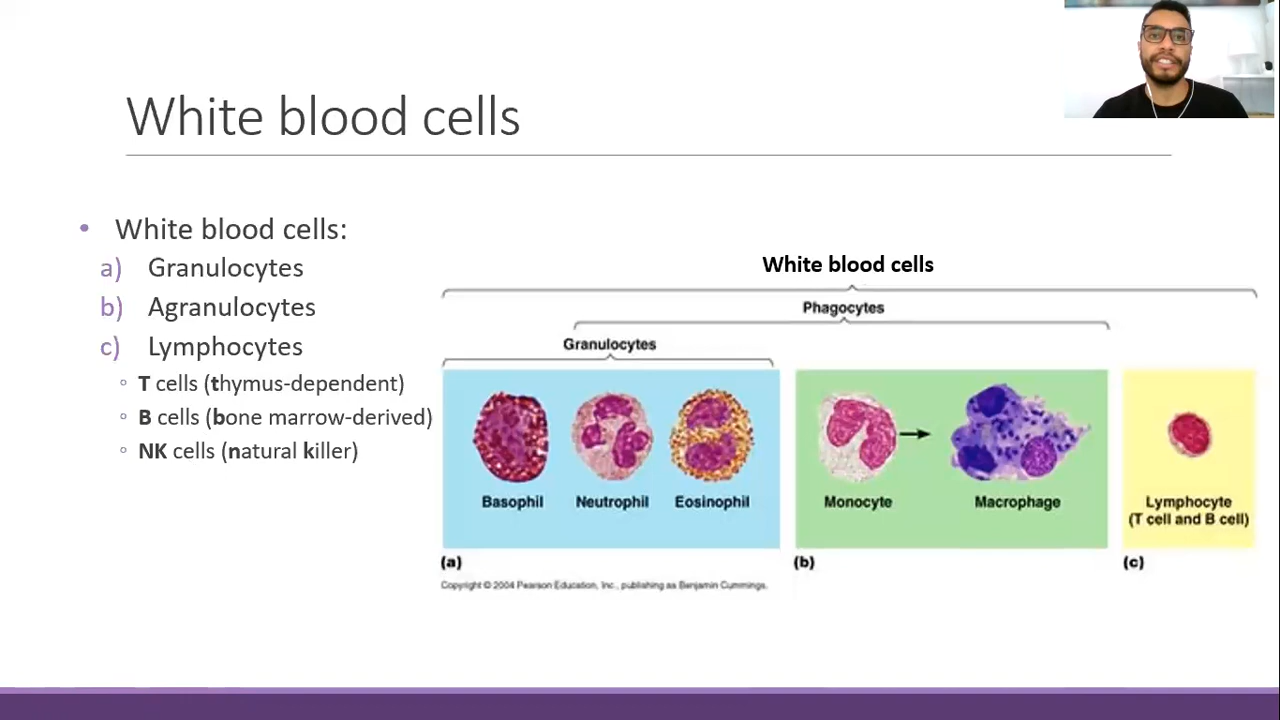 White blood cells
• White blood cells:
a) Granulocytes
b) Agranulocytes
c) Lymphocytes
◦ T cells (thymus-dependent)
◦ B cells (bone marrow-derived)
◦ NK cells (natural killer)
White blood cells
Phagocytes
Granulocytes
Basophil
Neutrophil
Eosinophil
Monocyte
Macrophage
Lymphocyte
(T cell and B cell)
(a)
(b)
(c)
Copyright © 2004 Pearson Education, Inc., publishing as Benjamin Cummings.